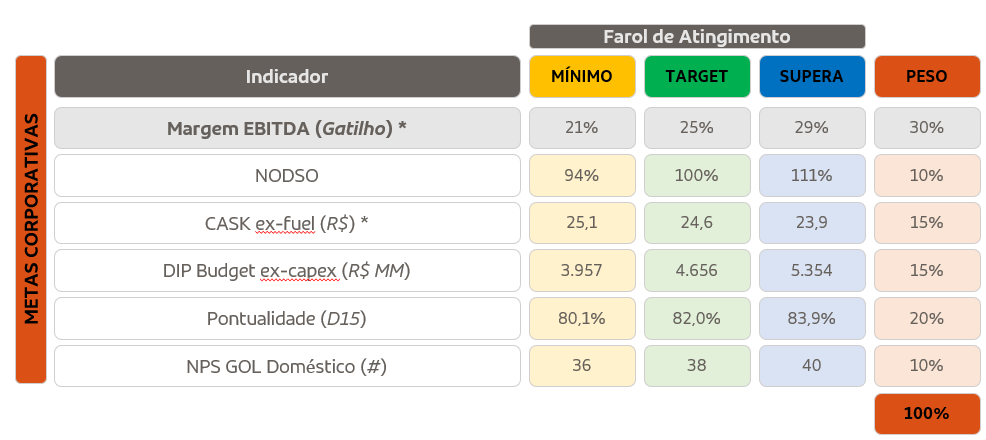 Farol de Atingimento
METAS CORPORATIVAS
Indicador MÍNIMO TARGET SUPERA PESO
Margem EBITDA (Gatilho) * 21% 25% 29% 30%
NODSO 94% 100% 111% 10%
CASK ex-fuel (R$) * 25,1 24,6 23,9 15%
DIP Budget ex-capex (R$ MM) 3.957 4.656 5.354 15%
Pontualidade (D15) 80,1% 82,0% 83,9% 20%
NPS GOL Doméstico (#) 36 38 40 10%
100%